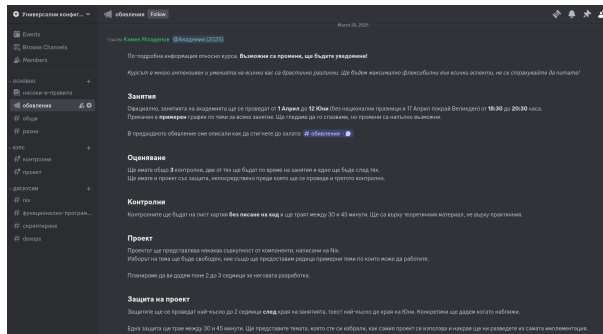 Универсални конфиг...
обявления
Follow
Events
Browse Channels
Members
ОСНОВНО
насоки-и-правила
обявления
общи
разни
КУРС
контролни
проект
ДИСКУСИИ
nix
функционално-програм...
скриптиране
devops
March 20, 2025
Камен Младенов @Академия (2025)
По-подробна информация относно курса. Възможни са промени, ще бъдете уведомени!
Курсът е много интензивен и уменията на всички вас са драстично различни. Ще бъдем максимално флексибилни във всички аспекти, не се страхувайте да питате!
Занятия
Официално, занятията на академията ще се проведат от 1 Април до 12 Юни (без национални празници и 17 Април покрай Великден) от 18:30 до 20:30 часа.
Прикачен е примерен график по теми за всяко занятие. Ще гледаме да го спазваме, но промени са напълно възможни.
В предходното обявление сме описали как да стигнете до залата: # обявления
Оценяване
Ще имате общо 3 контролни, две от тях ще бъдат по време на занятия и едно ще бъде след тях.
Ще имате и проект със защита, непосредствено преди която ще се проведе и третото контролно.
Контролни
Контролните ще бъдат на лист хартия без писане на код и ще траят между 30 и 45 минути. Ще са върху теоретичния материал, не върху практичния.
Проект
Проектът ще представлява някаква съвкупност от компоненти, написани на Nix.
Изборът на тема ще бъде свободен, ние също ще предоставим редица примерни теми по които може да работите.
Планираме да ви дадем поне 2 до 3 седмици за неговата разработка.
Защита на проект
Защитите ще се проведат най-късно до 2 седмици след края на занятията, тоест най-късно до края на Юни. Конкретики ще дадем когато наближи.
Една защита ще трае между 30 и 45 минути. Ще представите темата, която сте си избрали, как самия проект се използва и накрая ще ни разведете из самата имплементация.